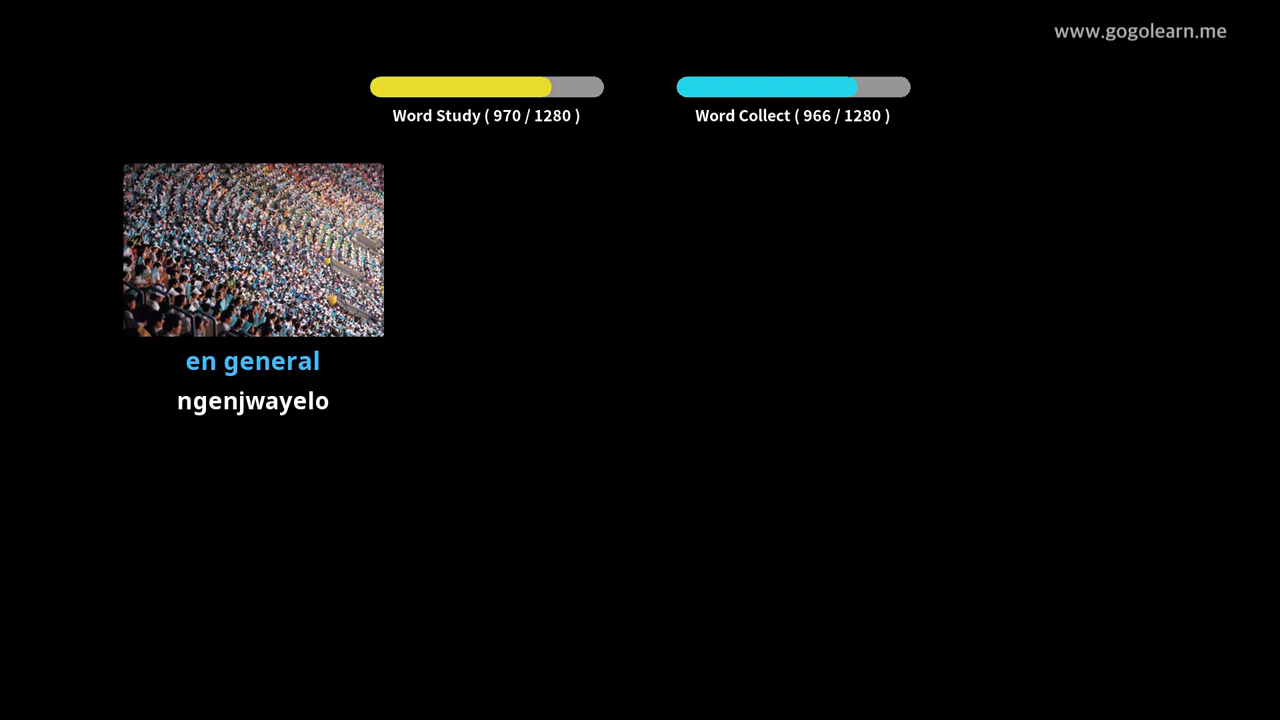 www.gogolearn.me
Word Study ( 970 / 1280 )
Word Collect ( 966 / 1280 )
en general
ngenjwayelo